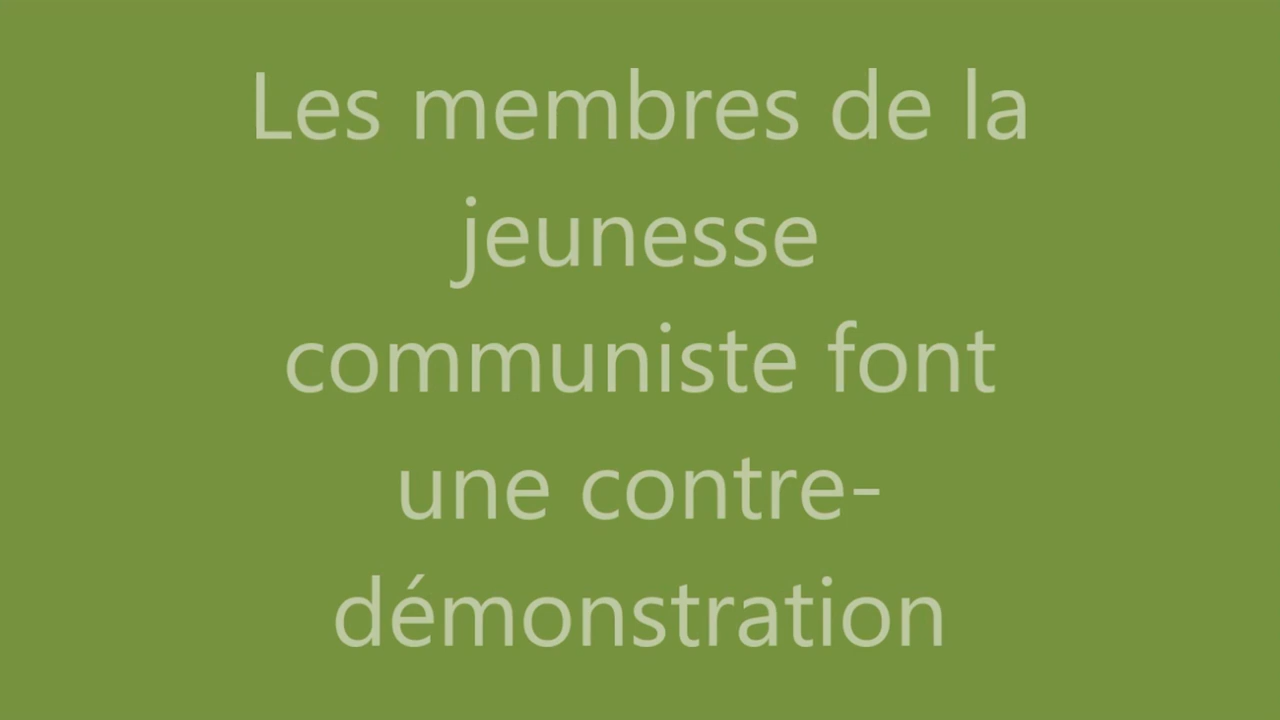 Les membres de la
jeunesse
communiste font
une contre-
démonstration